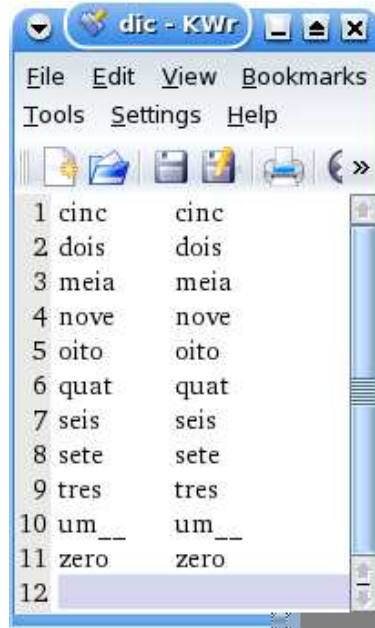 dic - KWr
File Edit View Bookmarks
Tools Settings Help
»
1 cinc cinc
2 dois dois
3 meia meia
4 nove nove
5 oito oito
6 quat quat
7 seis seis
8 sete sete
9 tres tres
10 um__ um__
11 zero zero
12